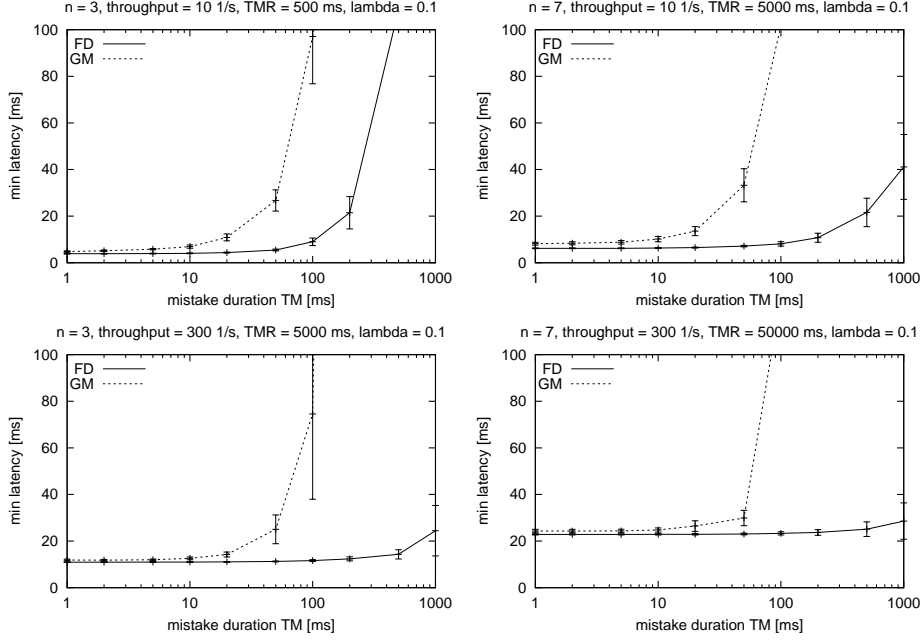 n = 3, throughput = 10 1/s, TMR = 500 ms, lambda = 0.1
100
80
60
40
20
0
min latency [ms]
FD
GM
1
10
100
1000
mistake duration TM [ms]
n = 7, throughput = 10 1/s, TMR = 5000 ms, lambda = 0.1
100
80
60
40
20
0
min latency [ms]
FD
GM
1
10
100
1000
mistake duration TM [ms]
n = 3, throughput = 300 1/s, TMR = 5000 ms, lambda = 0.1
100
80
60
40
20
0
min latency [ms]
FD
GM
1
10
100
1000
mistake duration TM [ms]
n = 7, throughput = 300 1/s, TMR = 50000 ms, lambda = 0.1
100
80
60
40
20
0
min latency [ms]
FD
GM
1
10
100
1000
mistake duration TM [ms]